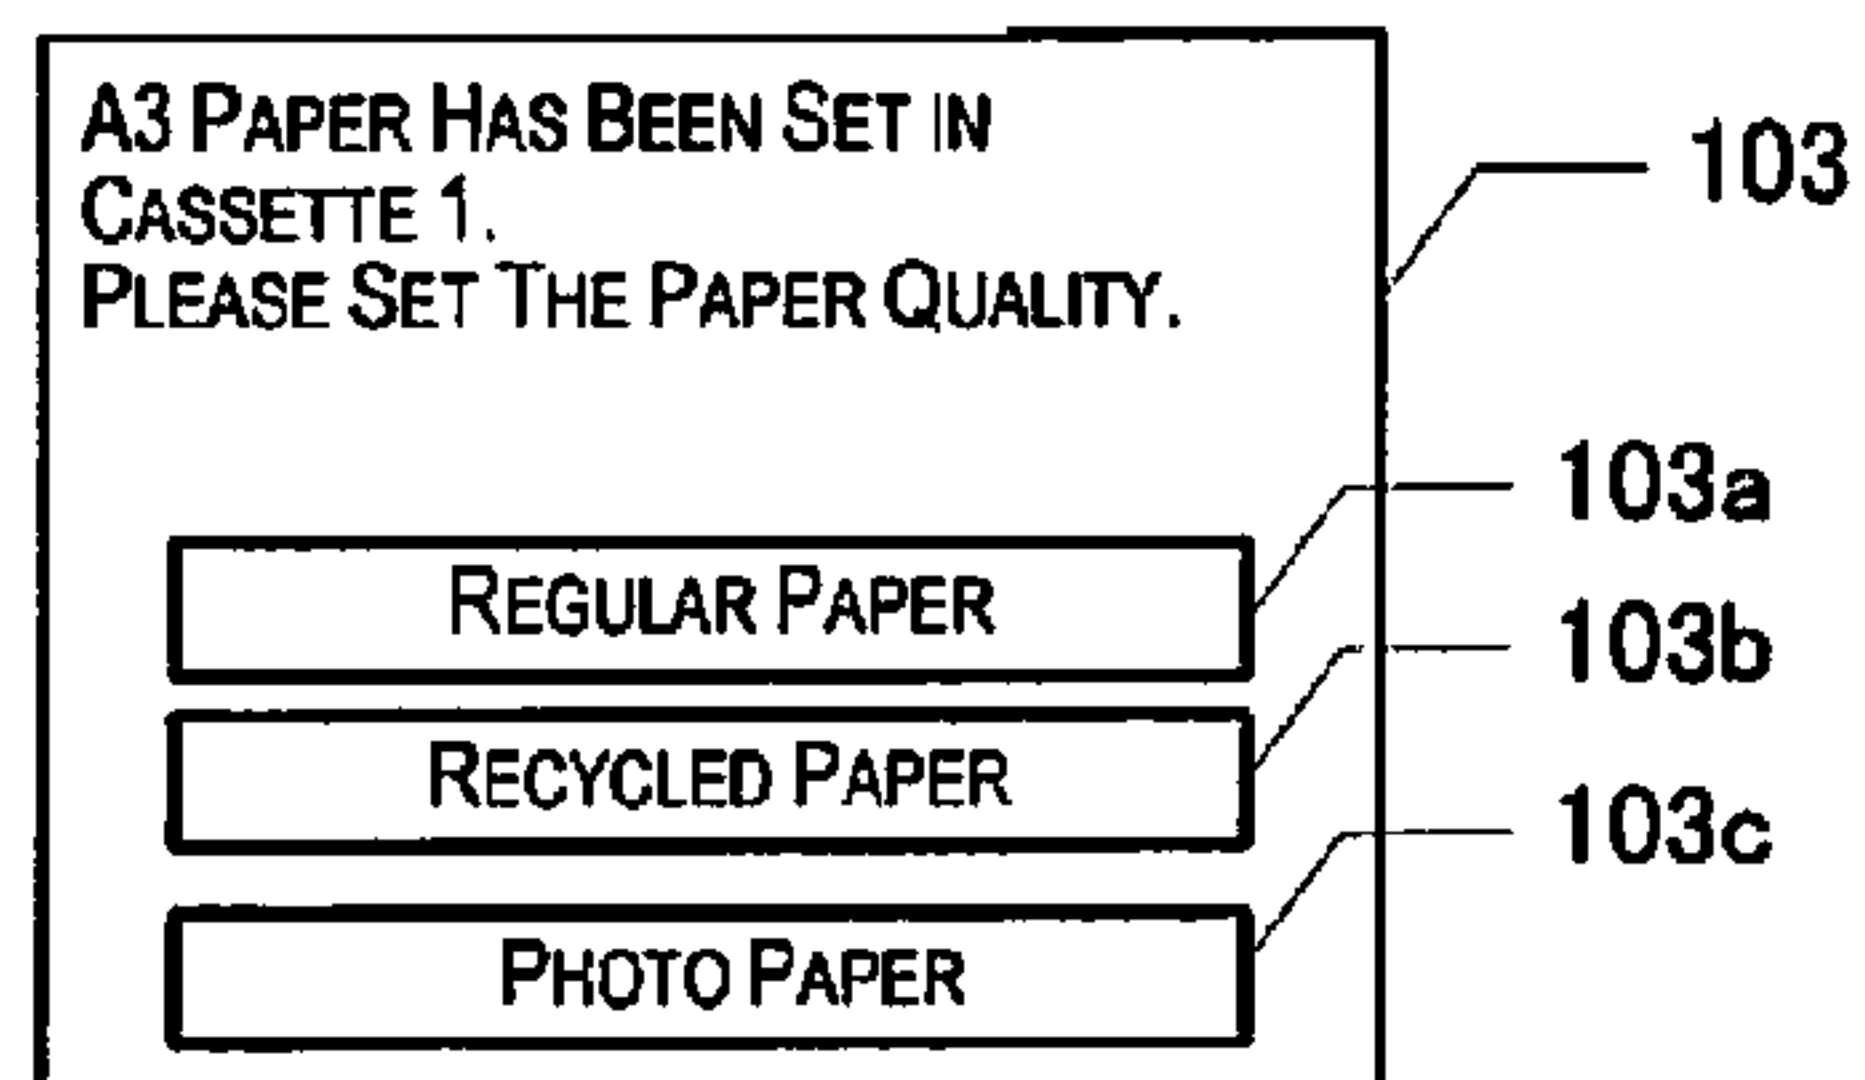 A3 PAPER HAS BEEN SET IN
CASSETTE 1.
PLEASE SET THE PAPER QUALITY.
103
103a
REGULAR PAPER
103b
RECYCLED PAPER
103c
PHOTO PAPER